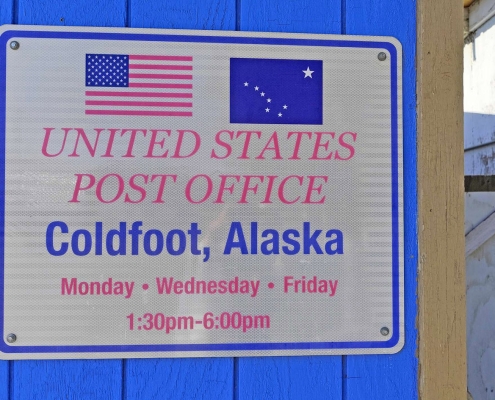 UNITED STATES
POST OFFICE
Coldfoot, Alaska
Monday • Wednesday • Friday
1:30pm-6:00pm